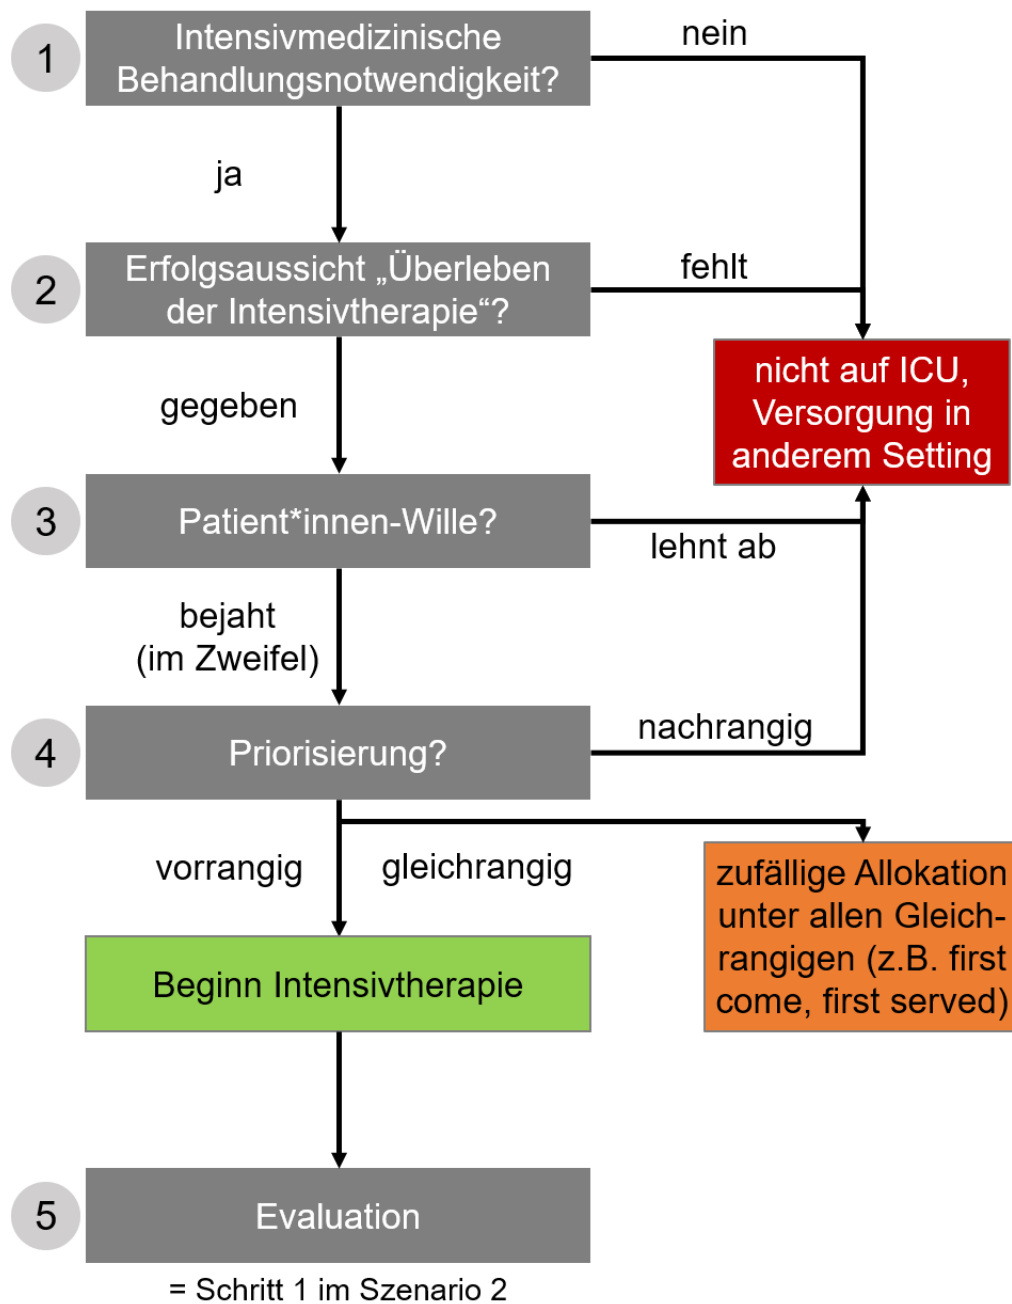 1
Intensivmedizinische
Behandlungsnotwendigkeit?
nein
ja
2
Erfolgsaussicht „Überleben
der Intensivtherapie“?
fehlt
gegeben
nicht auf ICU,
Versorgung in
anderem Setting
3
Patient*innen-Wille?
lehnt ab
bejaht
(im Zweifel)
4
Priorisierung?
nachrangig
vorrangig
gleichrangig
zufällige Allokation
unter allen Gleich-
rangigen (z.B. first
come, first served)
Beginn Intensivtherapie
5
Evaluation
= Schritt 1 im Szenario 2